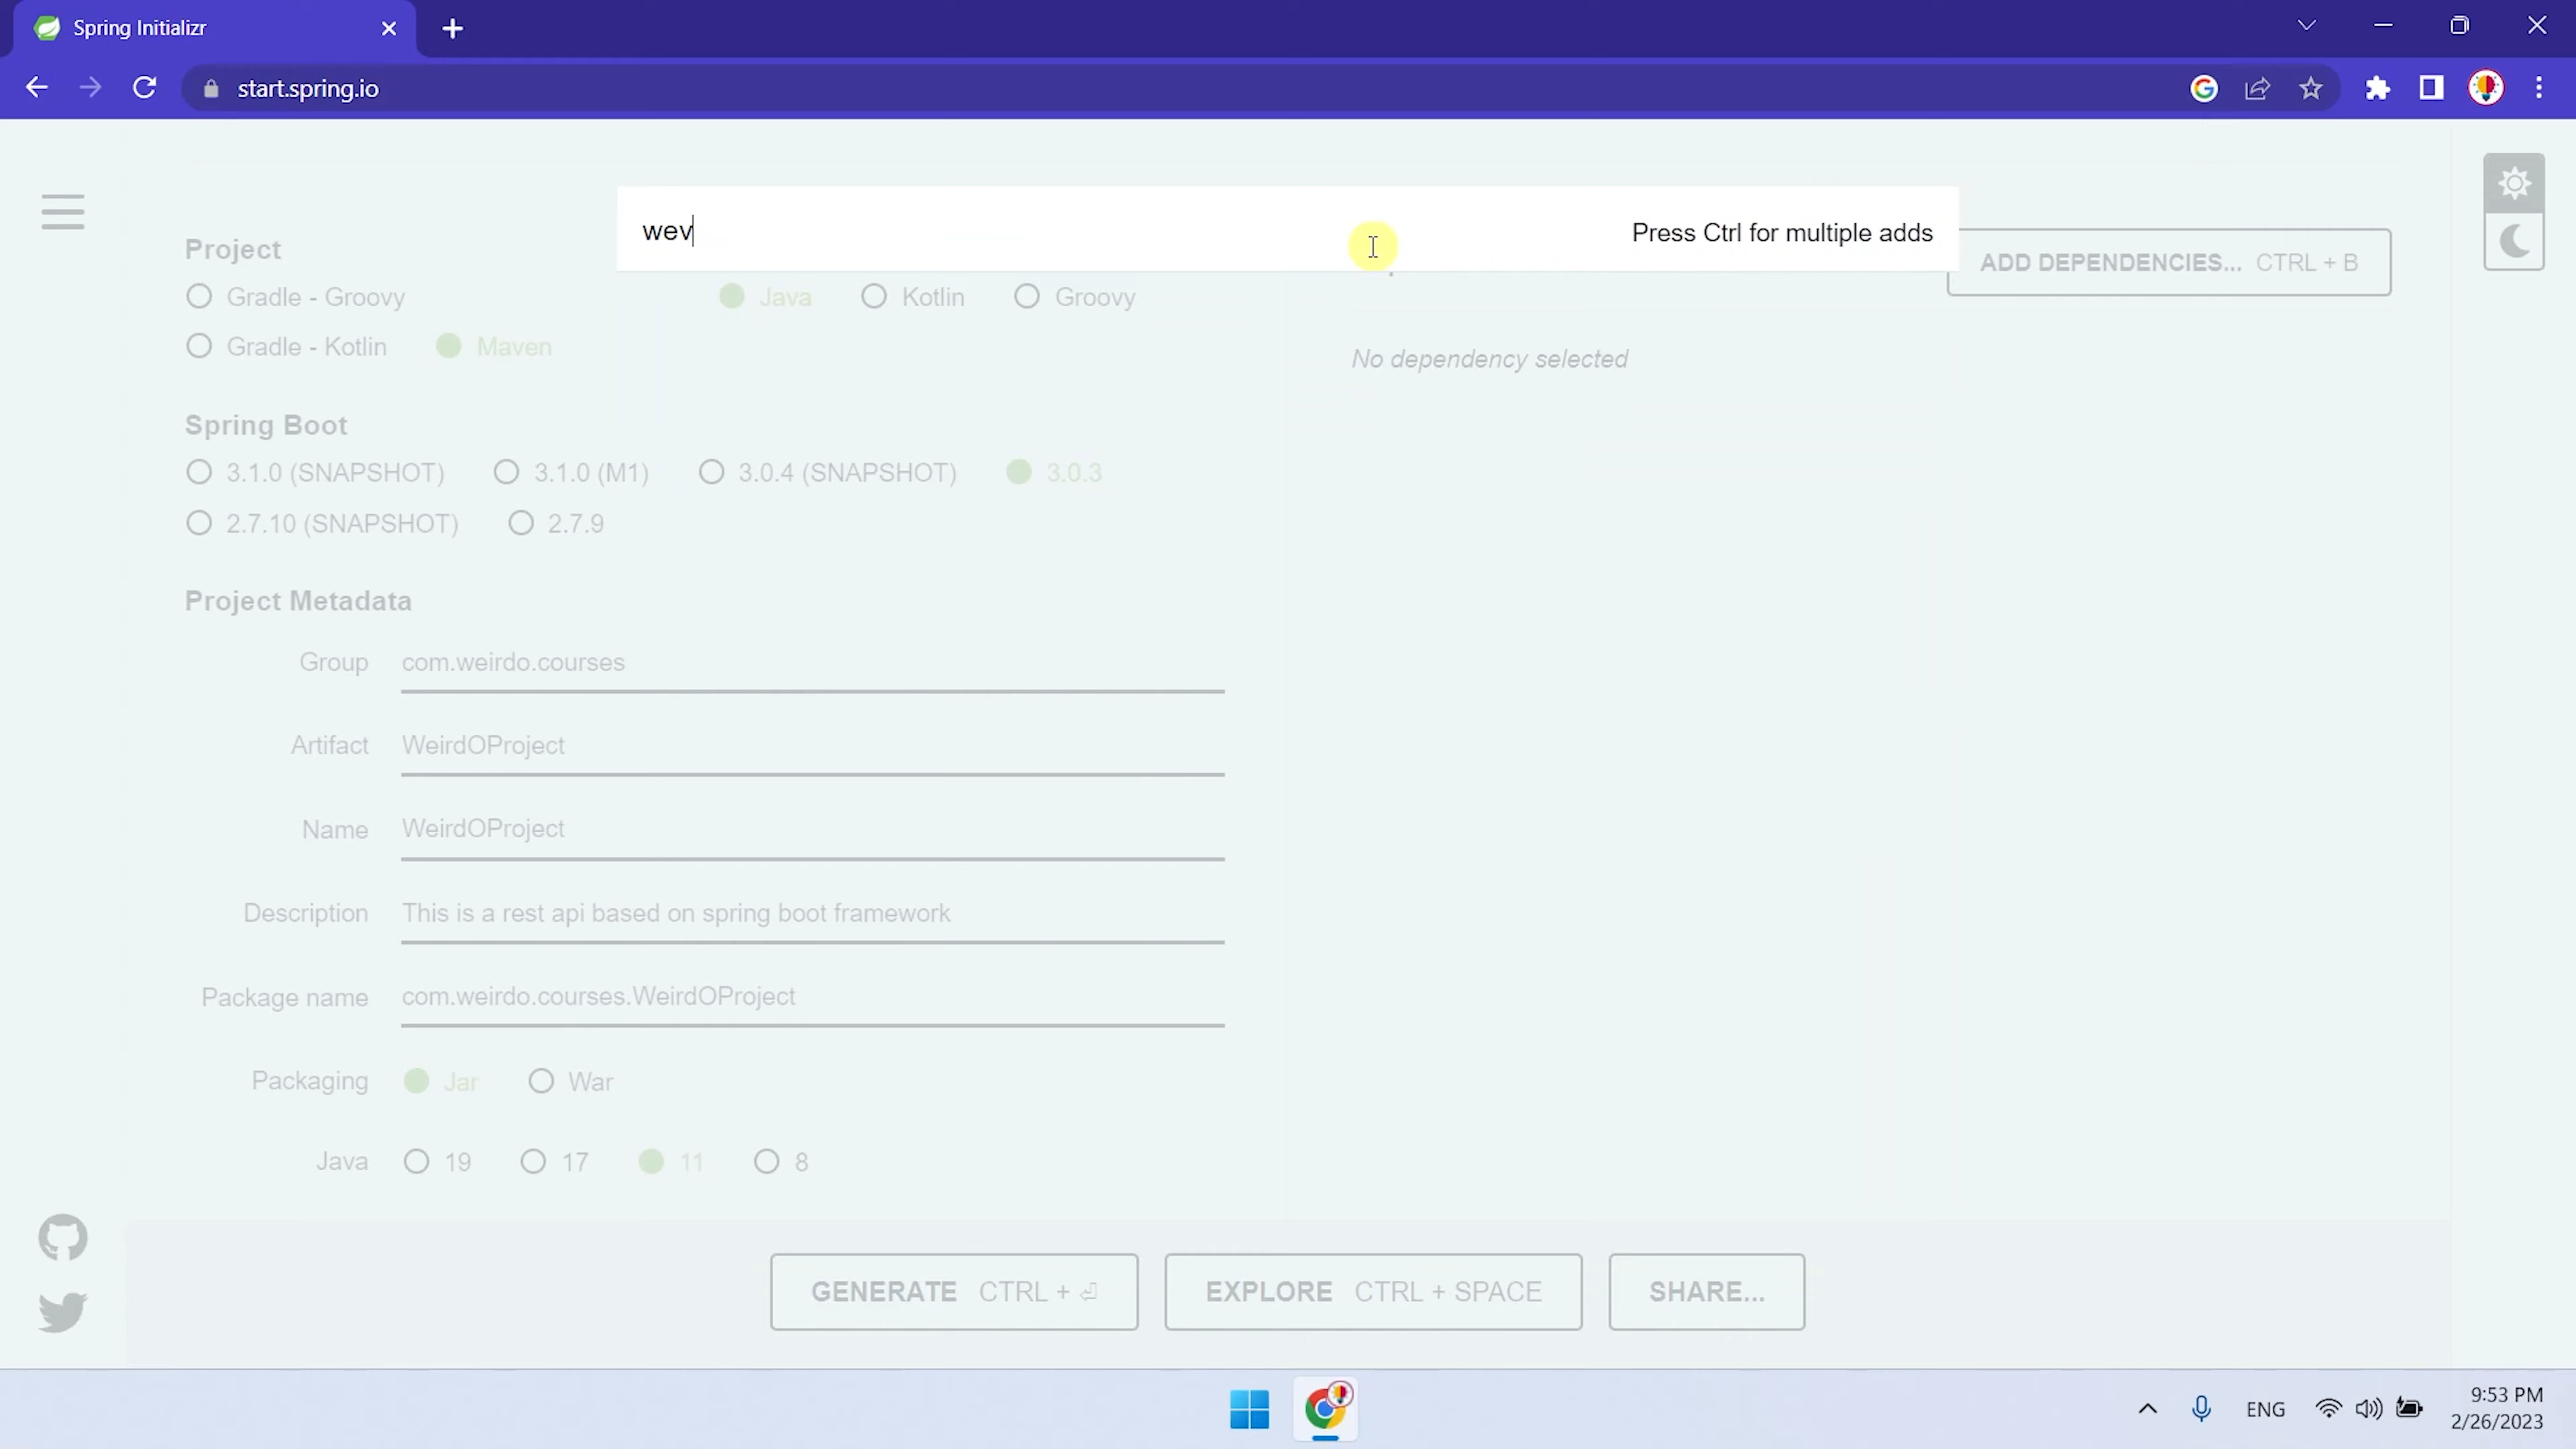 Spring Initializr
start.spring.io
wev
Press Ctrl for multiple adds
Project
ADD DEPENDENCIES... CTRL + B
Gradle - Groovy
Java Kotlin Groovy
Gradle - Kotlin Maven
No dependency selected
Spring Boot
3.1.0 (SNAPSHOT) 3.1.0 (M1) 3.0.4 (SNAPSHOT) 3.0.3
2.7.10 (SNAPSHOT) 2.7.9
Project Metadata
Group com.weirdo.courses
Artifact WeirdOProject
Name WeirdOProject
Description This is a rest api based on spring boot framework
Package name com.weirdo.courses.WeirdOProject
Packaging Jar War
Java 19 17 11 8
GENERATE CTRL + ⏎
EXPLORE CTRL + SPACE
SHARE...
ENG
9:53 PM
2/26/2023